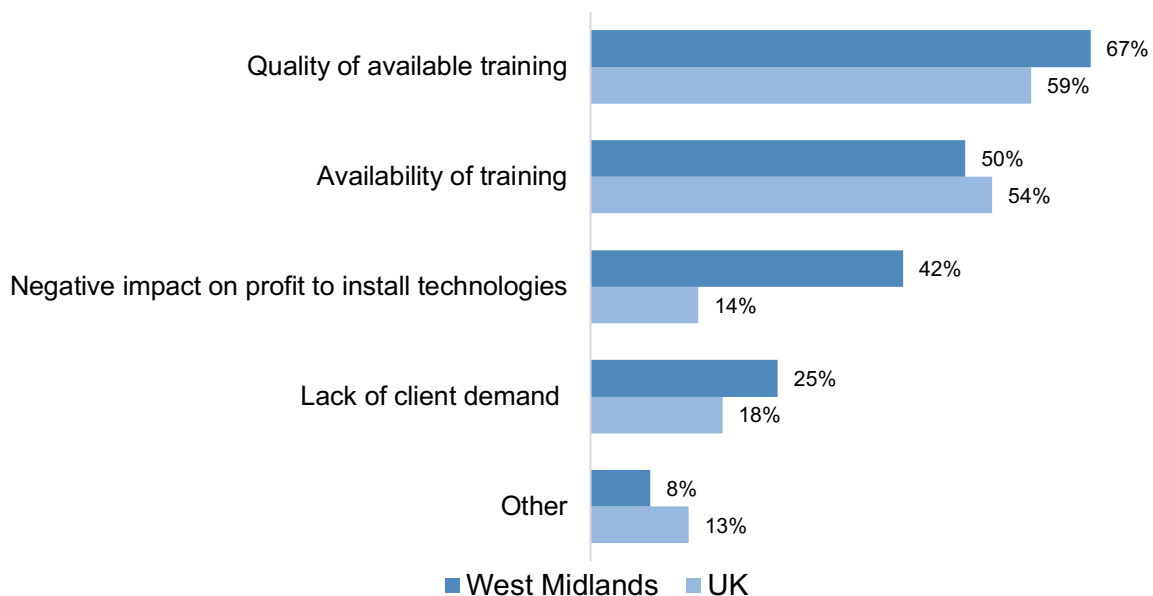 Quality of available training
67%
59%
Availability of training
50%
54%
Negative impact on profit to install technologies
42%
14%
Lack of client demand
25%
18%
Other
8%
13%
West Midlands UK